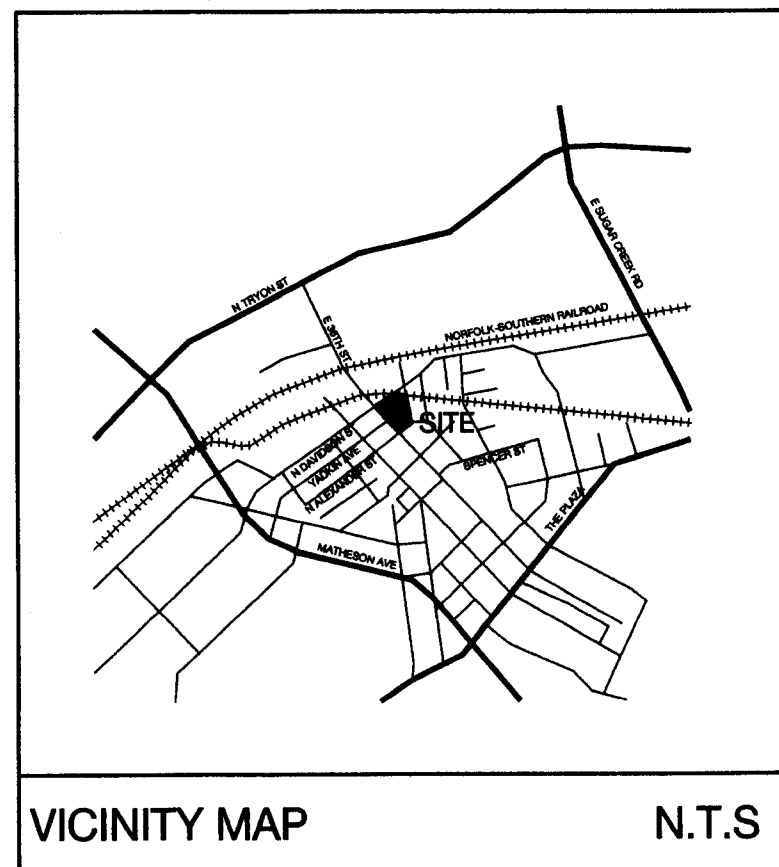 E SUGAR CREEK RD
N TRYON ST
NORFOLK-SOUTHERN RAILROAD
E 36TH ST
SITE
N DAVIDSON S
YADKIN AVE
N ALEXANDER ST
SPENCER ST
THE PLAZA
MATHESON AVE
VICINITY MAP
N.T.S